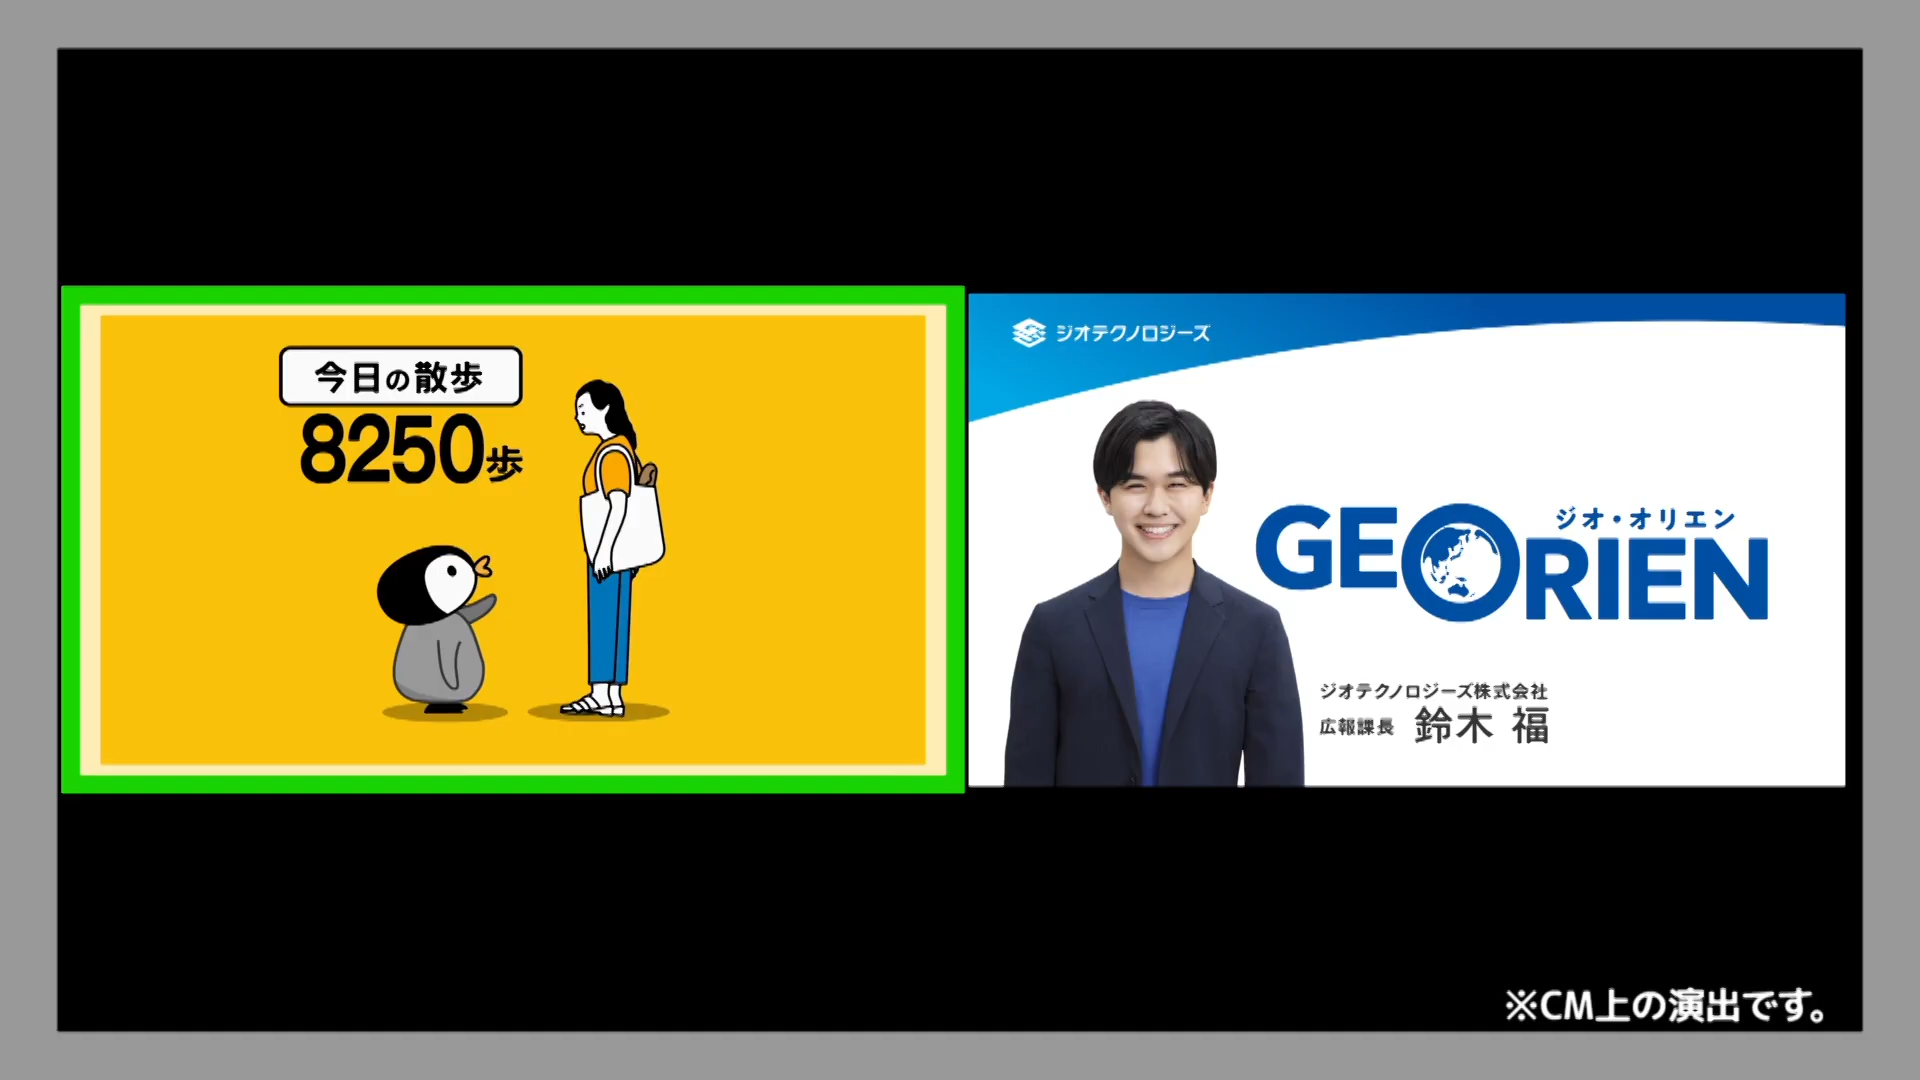 今日の散歩
8250歩
ジオテクノロジーズ
ジオ・オリエン
GEORIEN
ジオテクノロジーズ株式会社
広報課長 鈴木 福
※CM上の演出です。